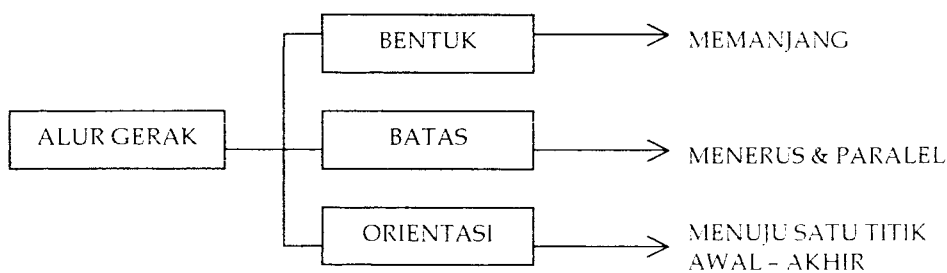 BENTUK
MEMANJANG
ALUR GERAK
BATAS
MENERUS & PARALEL
ORIENTASI
MENUJU SATU TITIK
AWAL – AKHIR